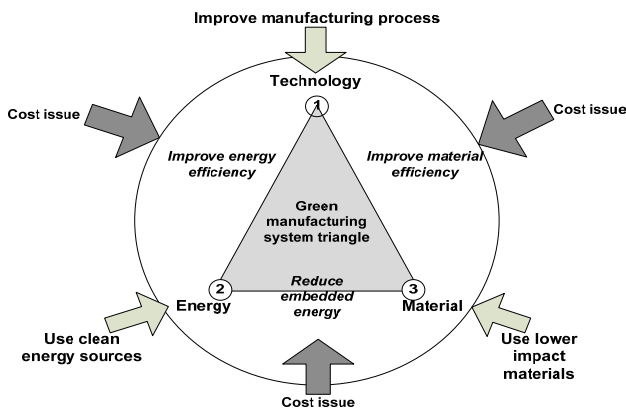 Improve manufacturing process
Technology
1
Cost issue
Cost issue
Improve energy
efficiency
Improve material
efficiency
Green
manufacturing
system triangle
2
Reduce
embedded
energy
3
Energy
Material
Use clean
energy sources
Use lower
impact
materials
Cost issue